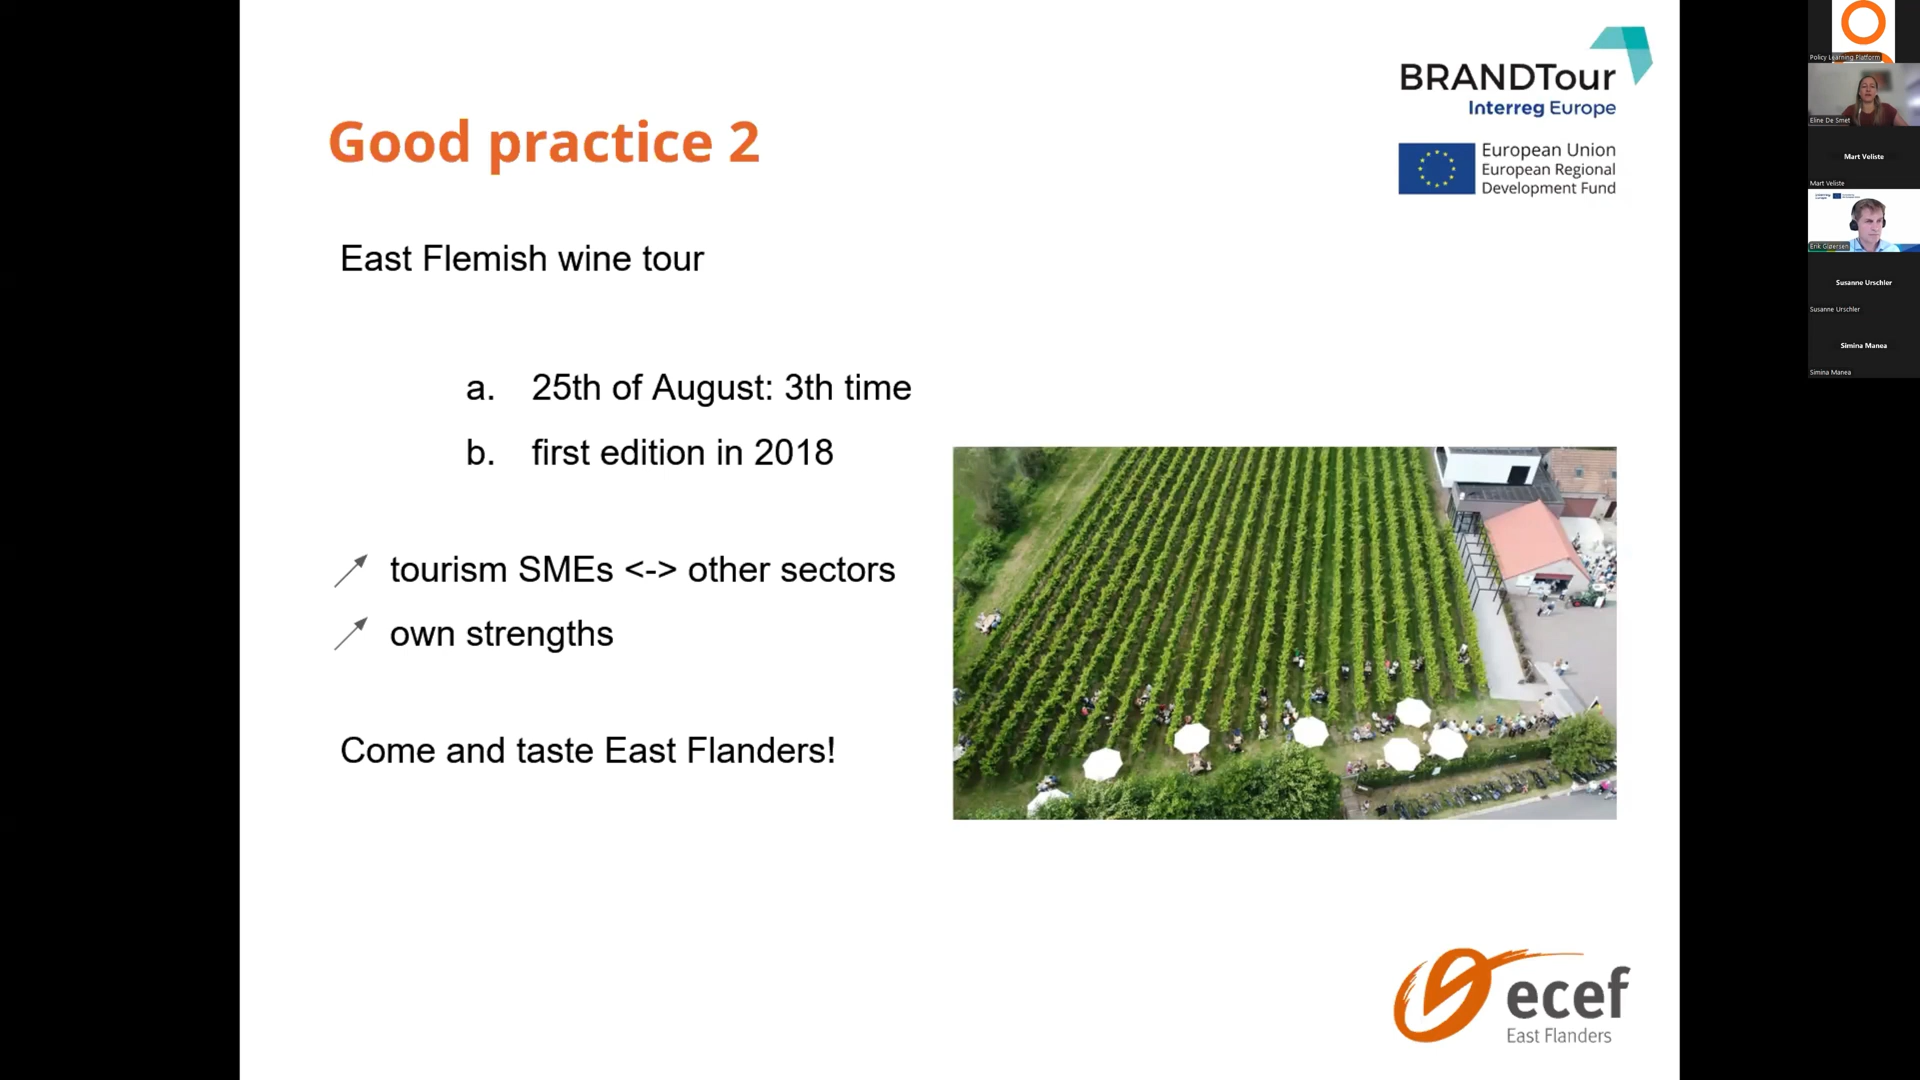 BRANDTour
Interreg Europe
European Union
European Regional
Development Fund
Good practice 2
East Flemish wine tour
a. 25th of August: 3th time
b. first edition in 2018
tourism SMEs <-> other sectors
own strengths
Come and taste East Flanders!
ecef
East Flanders
Policy Learning Platform
Eline De Smet
Mart Veliste
Mart Veliste
Erik Gløersen
Susanne Urschler
Susanne Urschler
Simina Manea
Simina Manea